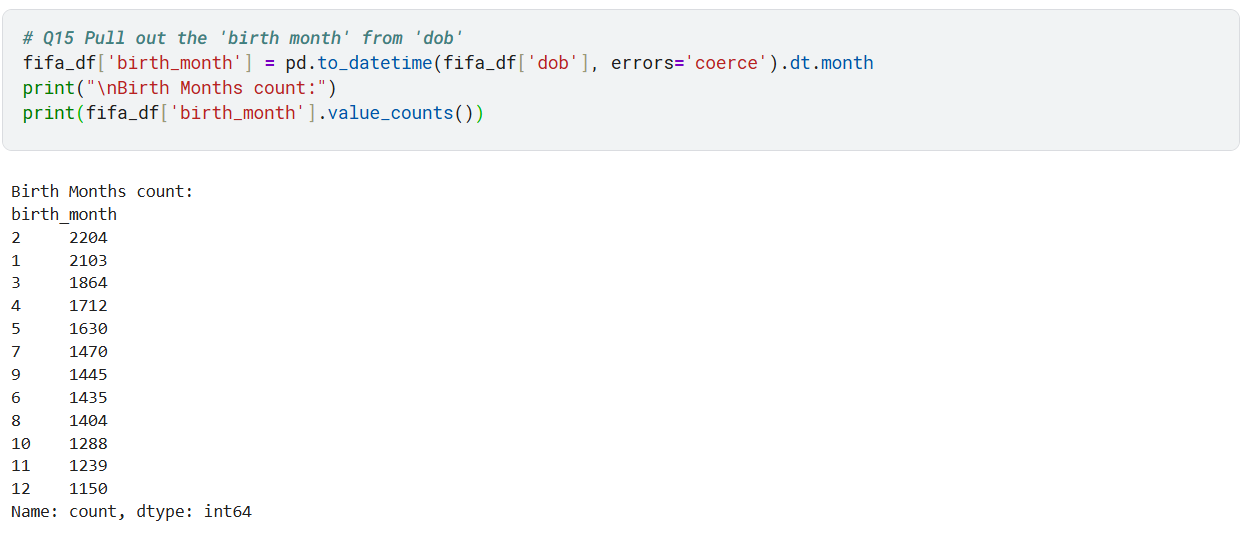 # Q15 Pull out the 'birth month' from 'dob'
fifa_df['birth_month'] = pd.to_datetime(fifa_df['dob'], errors='coerce').dt.month
print("\nBirth Months count:")
print(fifa_df['birth_month'].value_counts())
Birth Months count:
birth_month
2     2204
1     2103
3     1864
4     1712
5     1630
7     1470
9     1445
6     1435
8     1404
10    1288
11    1239
12    1150
Name: count, dtype: int64